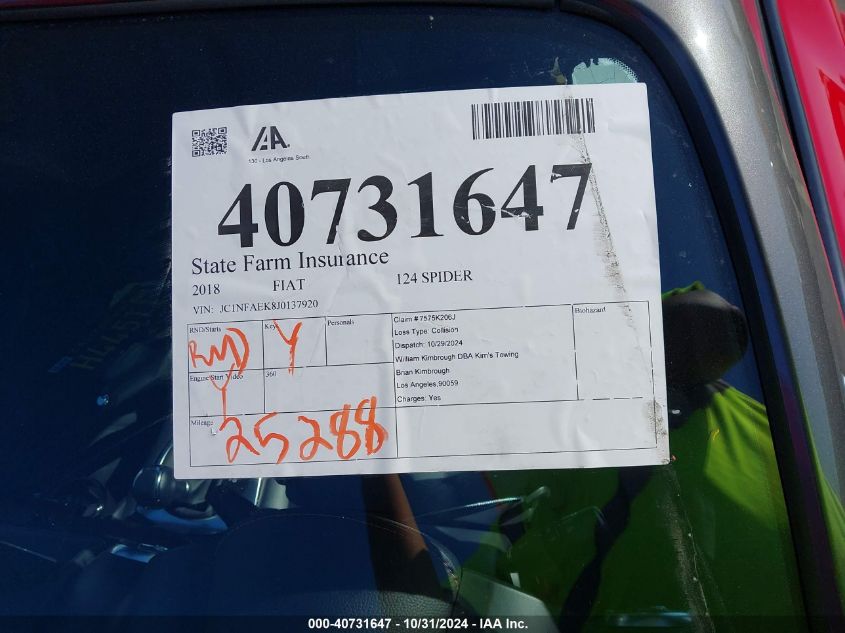 IAA.
130 - Los Angeles South
40731647
State Farm Insurance
2018 FIAT 124 SPIDER
VIN: JC1NFAEK8J0137920
RND/Starts Keys Personals
RND Y
Engine/Start Video 360
Y
Mileage
25288
Claim # 7575K206J
Loss Type: Collision
Dispatch: 10/29/2024
William Kimbrough DBA Kim's Towing
Brian Kimbrough
Los Angeles,90059
Charges: Yes
Biohazard
000-40731647 - 10/31/2024 - IAA Inc.